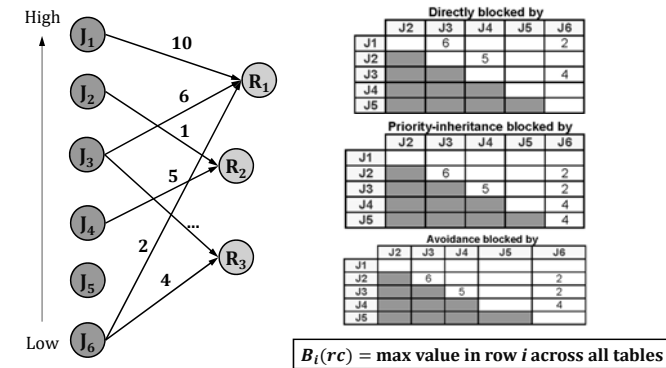 High
J1
J2
J3
J4
J5
J6
Low
10
6
1
5
...
2
4
R1
R2
R3
Directly blocked by
J2 J3 J4 J5 J6
J1 6 2
J2 5
J3 4
J4
J5
Priority-inheritance blocked by
J2 J3 J4 J5 J6
J1
J2 6 2
J3 5 2
J4 4
J5 4
Avoidance blocked by
J2 J3 J4 J5 J6
J1
J2 6 2
J3 5 2
J4 4
J5
B_i(rc) = max value in row i across all tables